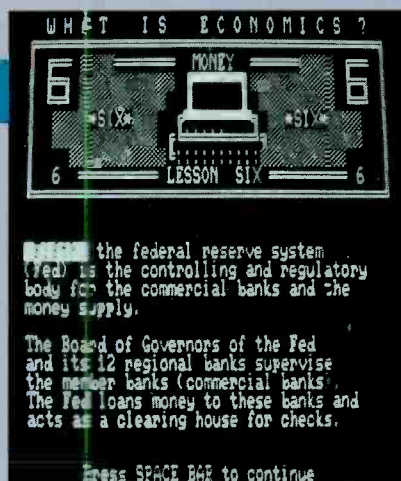 WHAT IS ECONOMICS ?
MONEY
6 6
*SIX* *SIX*
6 LESSON SIX 6
the federal reserve system
(Fed) is the controlling and regulatory
body for the commercial banks and the
money supply.
The Board of Governors of the Fed
and its 12 regional banks supervise
the member banks (commercial banks).
The Fed loans money to these banks and
acts as a clearing house for checks.
Press SPACE BAR to continue